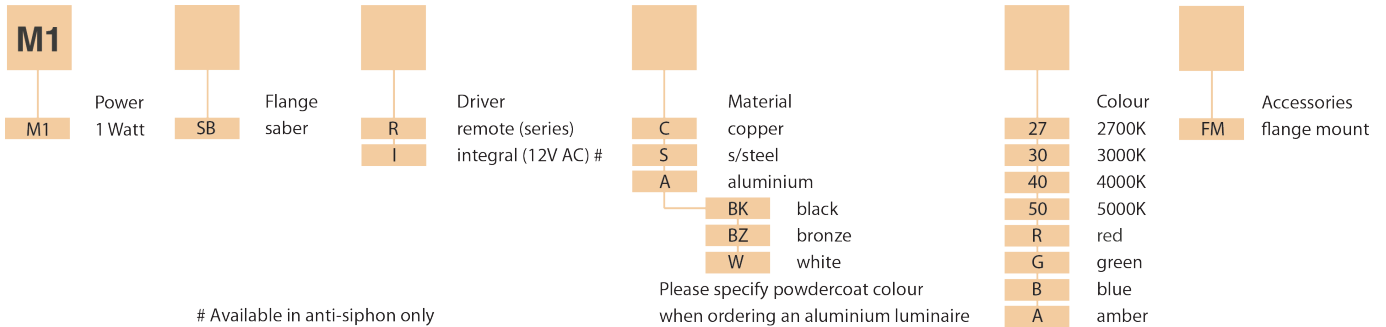 M1
Power
M1 1 Watt
Flange
SB saber
Driver
R remote (series)
I integral (12V AC) #
Material
C copper
S s/steel
A aluminium
BK black
BZ bronze
W white
Please specify powdercoat colour
when ordering an aluminium luminaire
Colour
27 2700K
30 3000K
40 4000K
50 5000K
R red
G green
B blue
A amber
Accessories
FM flange mount
# Available in anti-siphon only